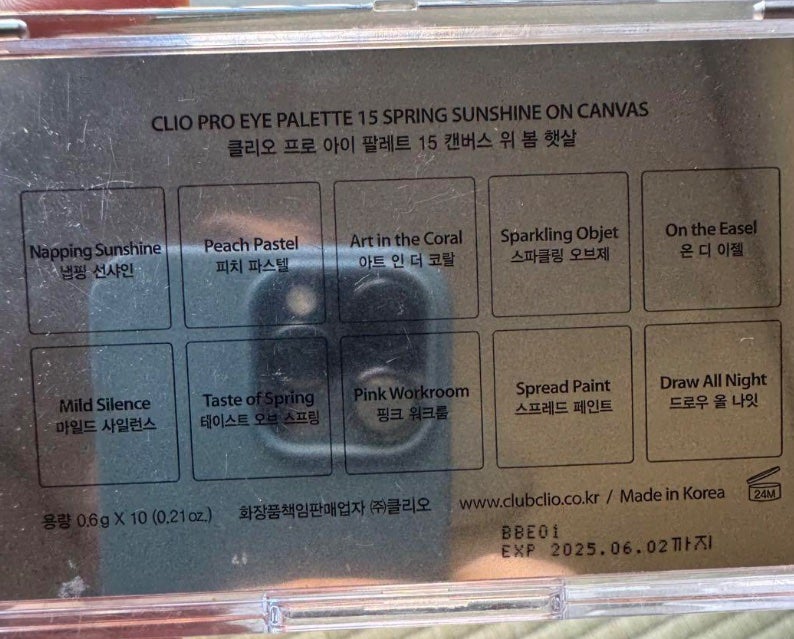 CLIO PRO EYE PALETTE 15 SPRING SUNSHINE ON CANVAS
클리오 프로 아이 팔레트 15 캔버스 위 봄 햇살
Napping Sunshine
냅핑 선샤인
Peach Pastel
피치 파스텔
Art in the Coral
아트 인 더 코랄
Sparkling Objet
스파클링 오브제
On the Easel
온 디 이젤
Mild Silence
마일드 사일런스
Taste of Spring
테이스트 오브 스프링
Pink Workroom
핑크 워크룸
Spread Paint
스프레드 페인트
Draw All Night
드로우 올 나잇
용량 0.6g X 10 (0.21oz.) 화장품책임판매업자 ㈜클리오 www.clubclio.co.kr / Made in Korea 24M
BBE01
EXP 2025.06.02까지